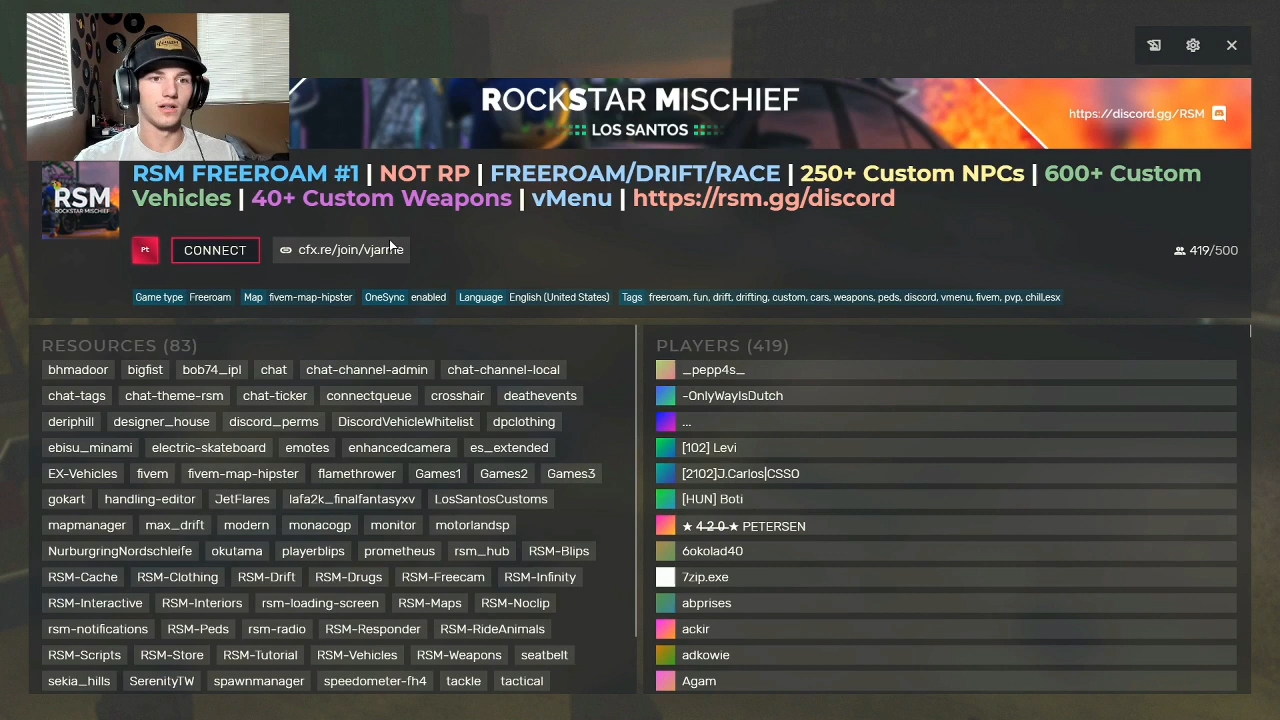 ROCKSTAR MISCHIEF
LOS SANTOS
https://discord.gg/RSM
RSM FREEROAM #1 | NOT RP | FREEROAM/DRIFT/RACE | 250+ Custom NPCs | 600+ Custom
Vehicles | 40+ Custom Weapons | vMenu | https://rsm.gg/discord
RSM
ROCKSTAR MISCHIEF
Pt CONNECT 419/500
Game type Freeroam Map fivem-map-hipster OneSync enabled Language English (United States) Tags freeroam, fun, drift, drifting, custom, cars, weapons, peds, discord, vmenu, fivem, pvp, chill,esx
RESOURCES (83)
bhmadoor bigfist bob74_ipl chat chat-channel-admin chat-channel-local
chat-tags chat-theme-rsm chat-ticker connectqueue crosshair deathevents
deriphill designer_house discord_perms DiscordVehicleWhitelist dpclothing
ebisu_minami electric-skateboard emotes enhancedcamera es_extended
EX-Vehicles fivem fivem-map-hipster flamethrower Games1 Games2 Games3
gokart handling-editor JetFlares lafa2k_finalfantasyxv LosSantosCustoms
mapmanager max_drift modern monacogp monitor motorlandsp
NurburgringNordschleife okutama playerblips prometheus rsm_hub RSM-Blips
RSM-Cache RSM-Clothing RSM-Drift RSM-Drugs RSM-Freecam RSM-Infinity
RSM-Interactive RSM-Interiors rsm-loading-screen RSM-Maps RSM-Noclip
rsm-notifications RSM-Peds rsm-radio RSM-Responder RSM-RideAnimals
RSM-Scripts RSM-Store RSM-Tutorial RSM-Vehicles RSM-Weapons seatbelt
sekia_hills SerenityTW spawnmanager speedometer-fh4 tackle tactical
PLAYERS (419)
_pepp4s_
-OnlyWayIsDutch
...
[102] Levi
[2102]J.Carlos|CSSO
[HUN] Boti
★ 4 2 0 ★ PETERSEN
6okolad40
7zip.exe
abprises
ackir
adkowie
Agam